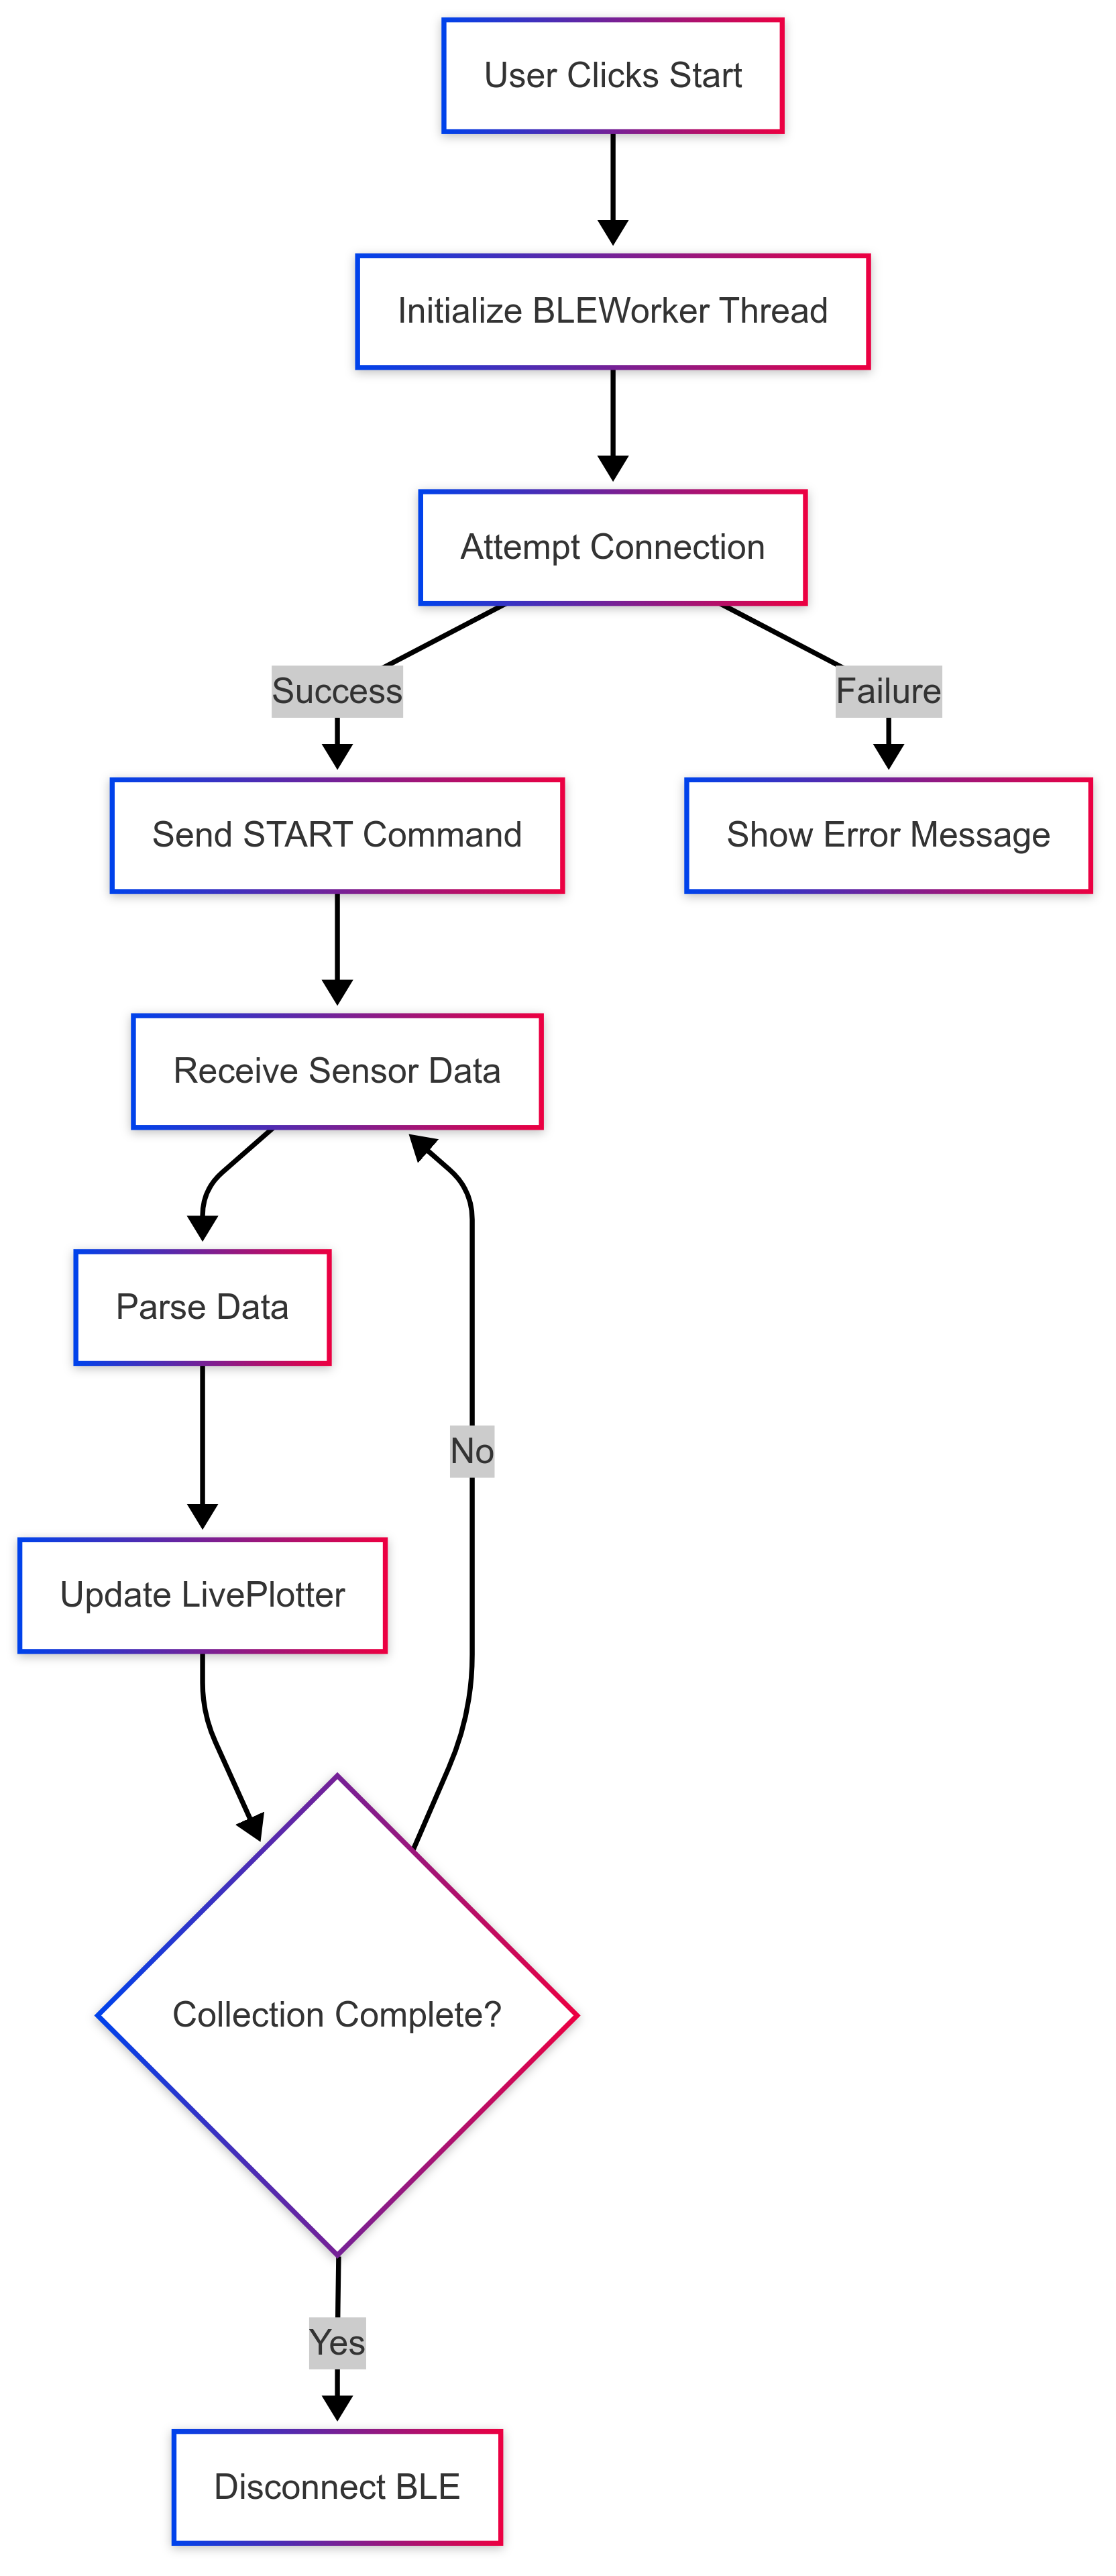 User Clicks Start
Initialize BLEWorker Thread
Attempt Connection
Success
Failure
Send START Command
Show Error Message
Receive Sensor Data
Parse Data
No
Update LivePlotter
Collection Complete?
Yes
Disconnect BLE